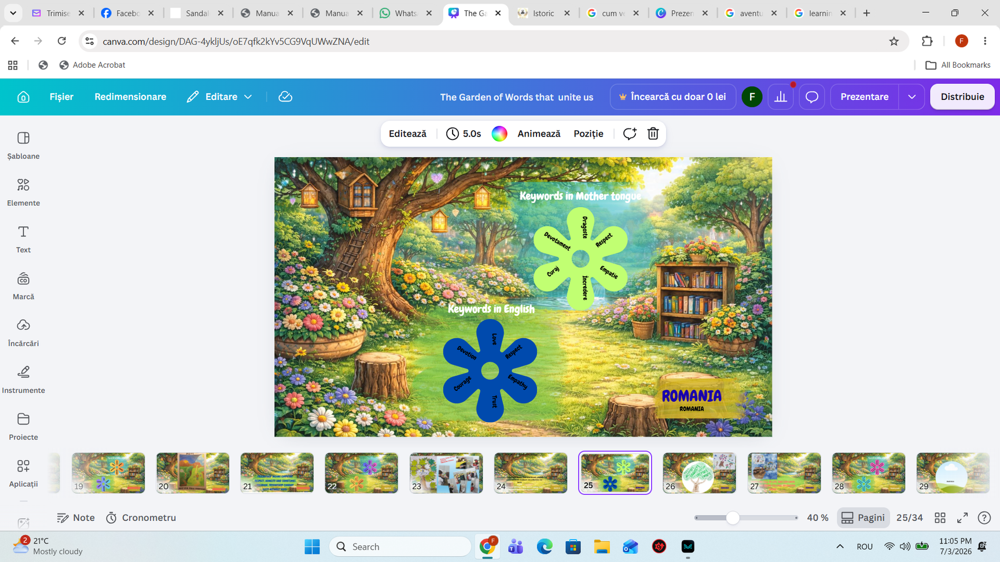 Trimise
Facebo
Sandal
Manua
Manua
Whats
The Ga
Istoric
cum ve
Prezen
aventu
learnin
canva.com/design/DAG-4ykljUs/oE7qfk2kYv5CG9VqUWwZNA/edit
F
Adobe Acrobat
All Bookmarks
Fișier
Redimensionare
Editare
The Garden of Words that unite us
Încearcă cu doar 0 lei
F
Prezentare
Distribuie
Editează
5.0s
Animează
Poziție
Șabloane
Elemente
Text
Marcă
Încărcări
Instrumente
Proiecte
Aplicații
Keywords in Mother tongue
Dragoste
Respect
Empatie
Încredere
Curaj
Devotament
Keywords in English
Love
Respect
Empathy
Trust
Courage
Devotion
ROMANIA
ROMANIA
19
20
21
22
23
24
25
26
27
28
29
Note
Cronometru
40 %
Pagini
25/34
2
21°C
Mostly cloudy
Search
F
ROU
11:05 PM
7/3/2026